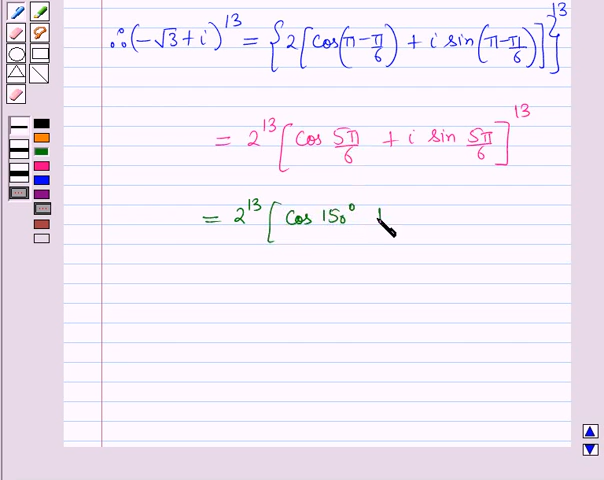 ∴ (-√3 + i)^13 = {2[cos(π - π/6) + i sin(π - π/6)]}^13
= 2^13 [cos 5π/6 + i sin 5π/6]^13
= 2^13 [cos 150° +